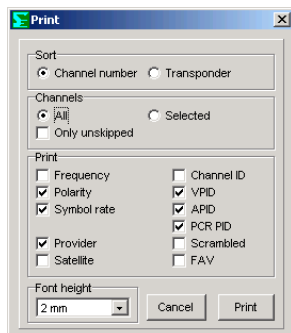 Print
Sort
Channel number Transponder
Channels
All Selected
Only unskipped
Print
Frequency Channel ID
Polarity VPID
Symbol rate APID
PCR PID
Provider Scrambled
Satellite FAV
Font height
2 mm Cancel Print